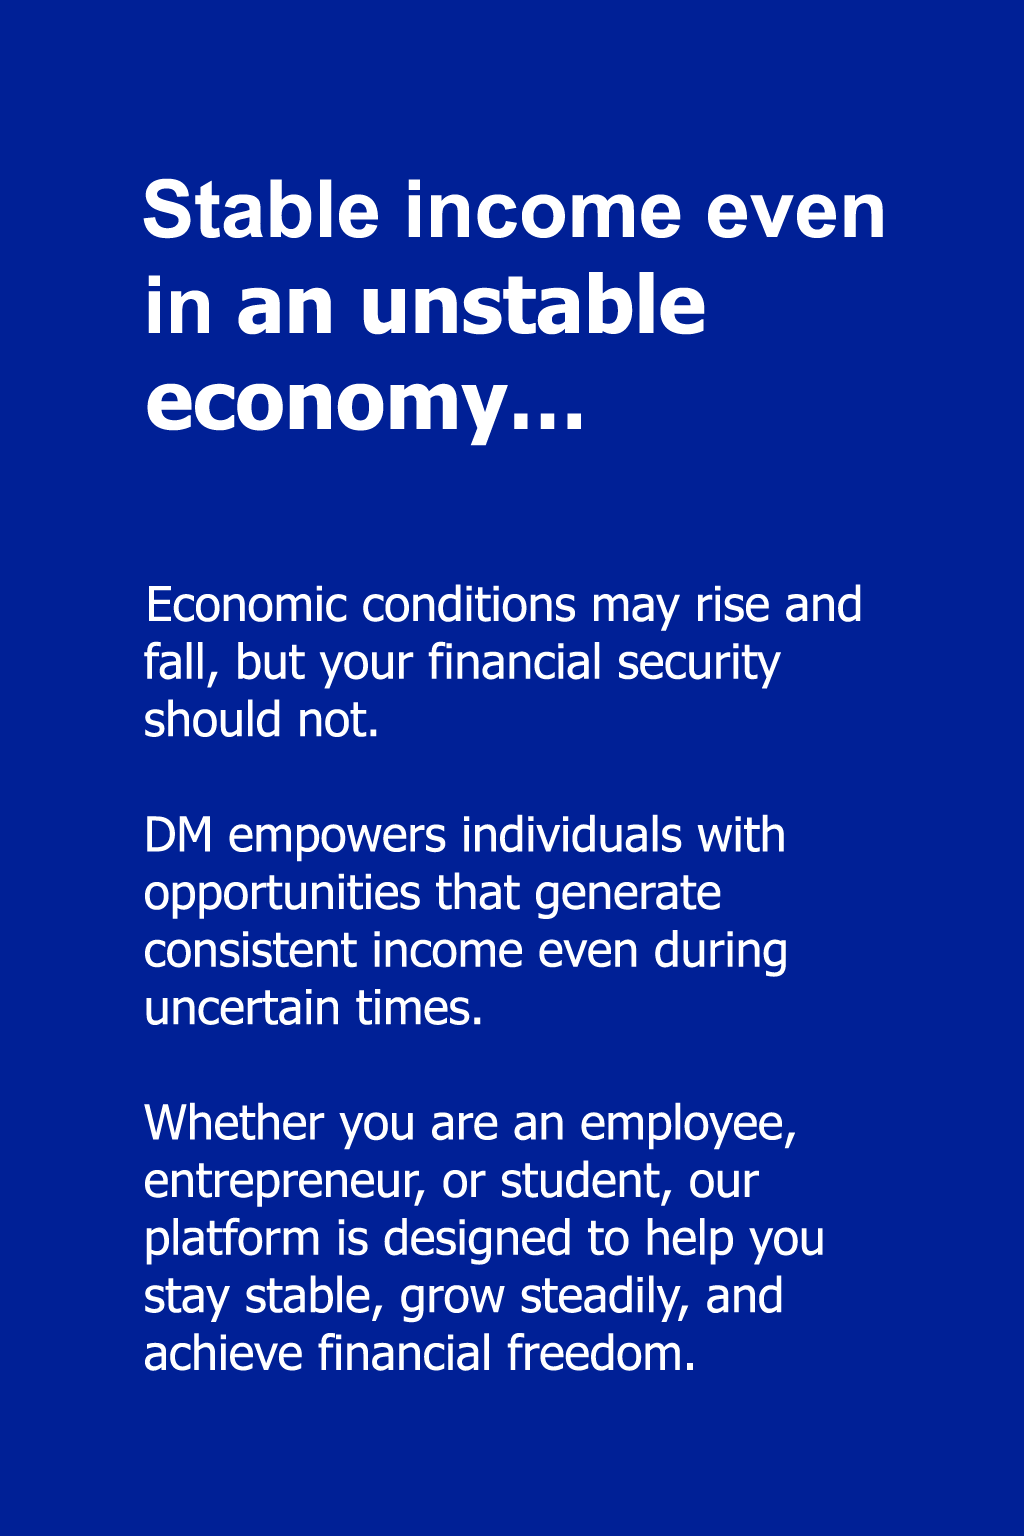 Stable income even
in an unstable
economy...
Economic conditions may rise and
fall, but your financial security
should not.
DM empowers individuals with
opportunities that generate
consistent income even during
uncertain times.
Whether you are an employee,
entrepreneur, or student, our
platform is designed to help you
stay stable, grow steadily, and
achieve financial freedom.